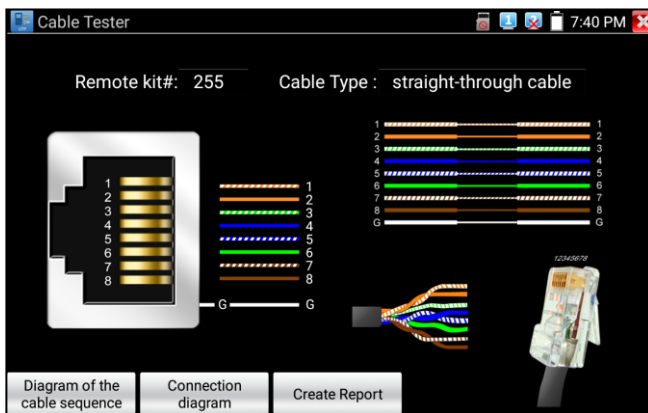 Cable Tester
1
7:40 PM
Remote kit#: 255
Cable Type : straight-through cable
1 1
2 2
3 3
4 4
5 5
6 6
7 7
8 8
G G
1 1
2 2
3 3
4 4
5 5
6 6
7 7
8 8
G G
12345678
Diagram of the
cable sequence
Connection
diagram
Create Report